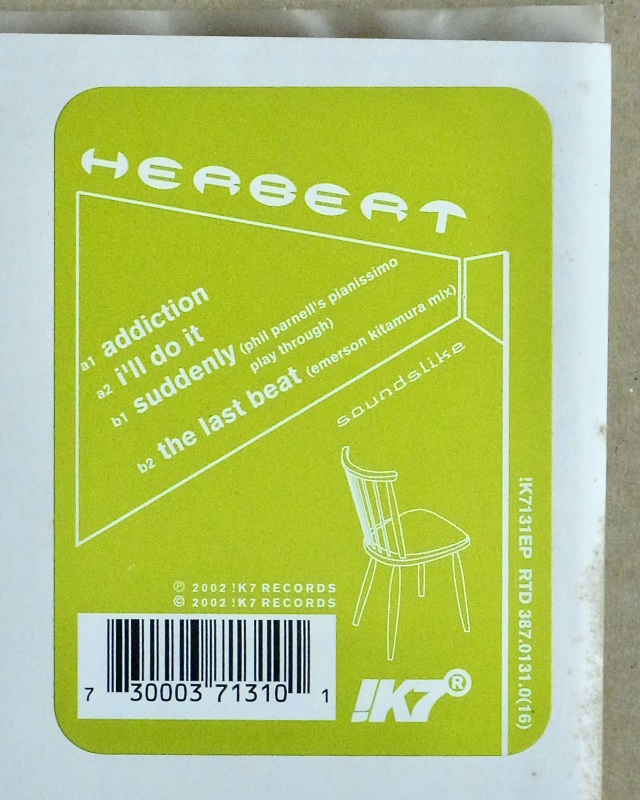 HERBERT
a1 addiction
a2 i'll do it
b1 suddenly (phil parnell's pianissimo
play through)
b2 the last beat (emerson kitamura mix)
soundslike
℗ 2002 !K7 RECORDS
© 2002 !K7 RECORDS
7 30003 71310 1
!K7®
!K7131EP RTD 387.0131.0(16)